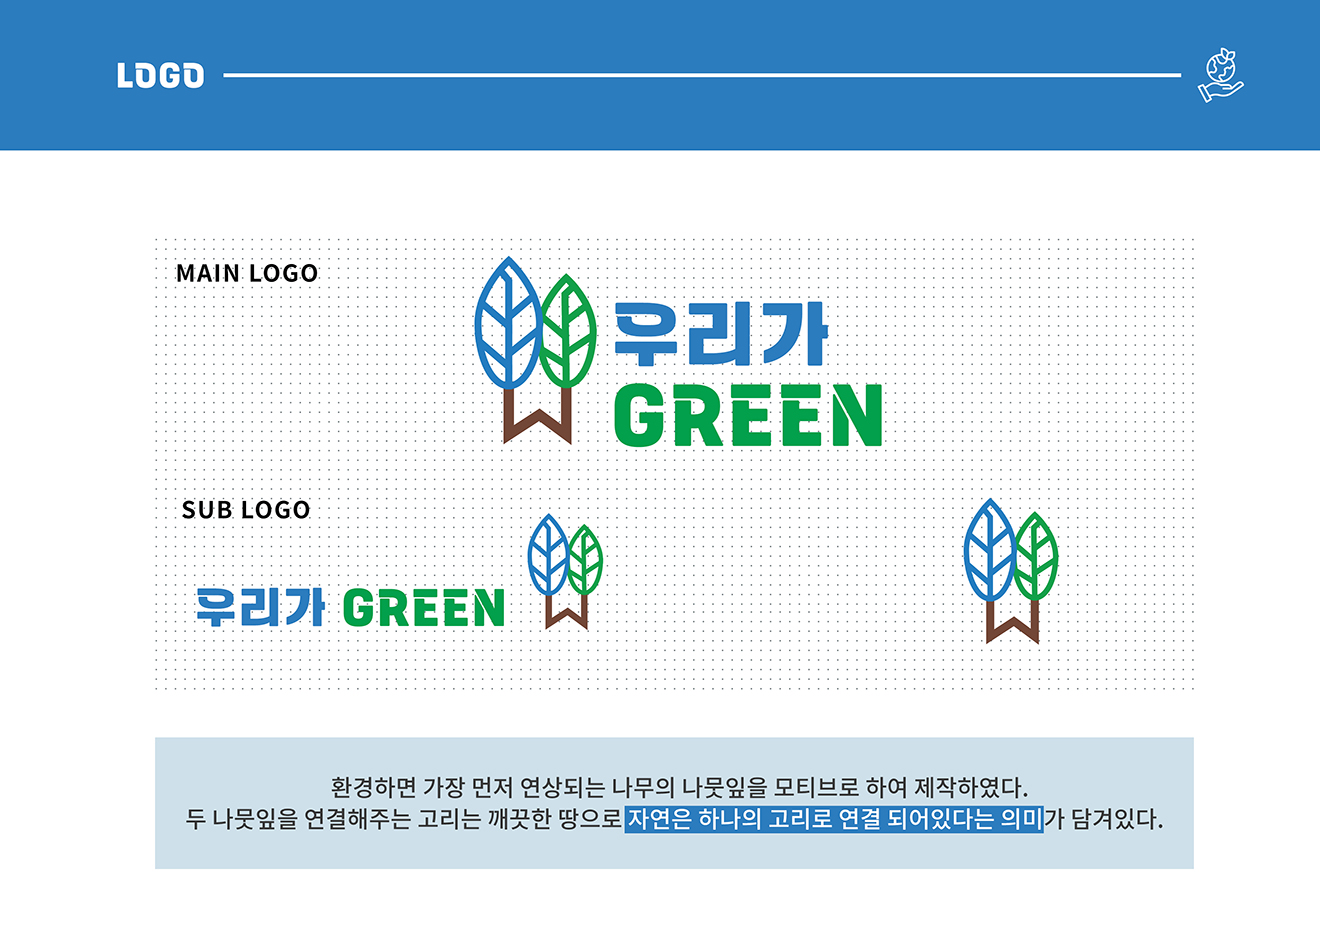 LOGO
MAIN LOGO
우리가
GREEN
SUB LOGO
우리가 GREEN
환경하면 가장 먼저 연상되는 나무의 나뭇잎을 모티브로 하여 제작하였다.
두 나뭇잎을 연결해주는 고리는 깨끗한 땅으로 자연은 하나의 고리로 연결 되어있다는 의미가 담겨있다.